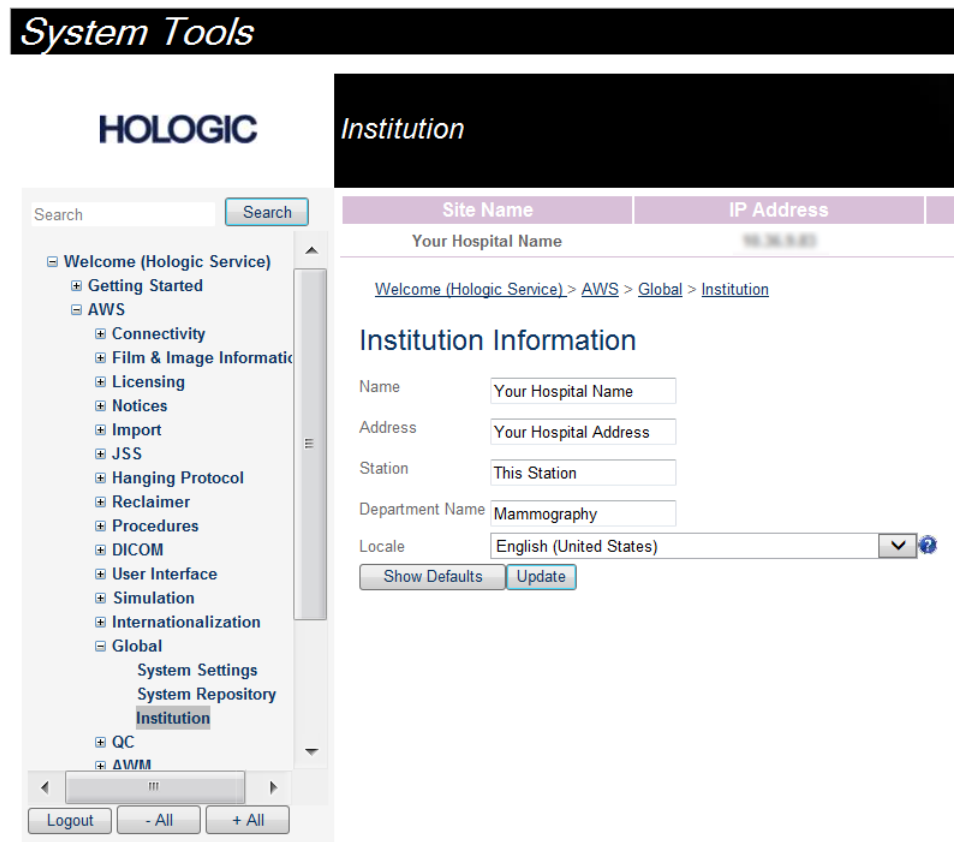 System Tools
HOLOGIC
Institution
Search Search
Site Name IP Address
Your Hospital Name
Welcome (Hologic Service)
Getting Started
AWS
Connectivity
Film & Image Informatic
Licensing
Notices
Import
JSS
Hanging Protocol
Reclaimer
Procedures
DICOM
User Interface
Simulation
Internationalization
Global
System Settings
System Repository
Institution
QC
AWM
Logout - All + All
Welcome (Hologic Service) > AWS > Global > Institution
Institution Information
Name Your Hospital Name
Address Your Hospital Address
Station This Station
Department Name Mammography
Locale English (United States) ?
Show Defaults Update